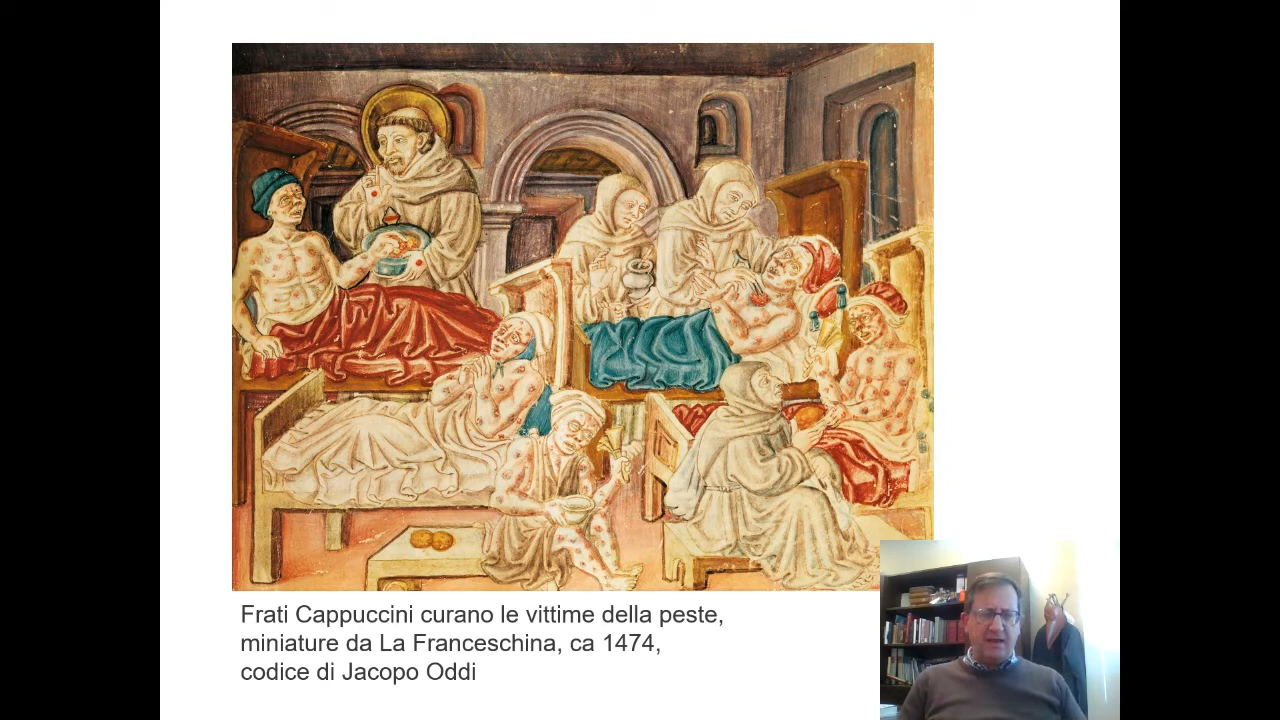 Frati Cappuccini curano le vittime della peste,
miniature da La Franceschina, ca 1474,
codice di Jacopo Oddi